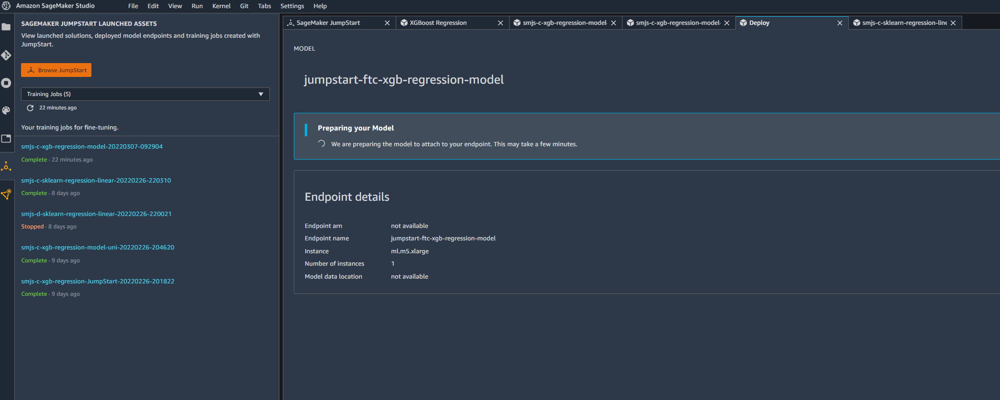 Amazon SageMaker Studio
File Edit View Run Kernel Git Tabs Settings Help
SAGEMAKER JUMPSTART LAUNCHED ASSETS
View launched solutions, deployed model endpoints and training jobs created with
JumpStart.
Browse JumpStart
Training Jobs (5)
22 minutes ago
Your training jobs for fine-tuning.
smjs-c-xgb-regression-model-20220307-092904
Complete · 22 minutes ago
smjs-c-sklearn-regression-linear-20220226-220310
Complete · 8 days ago
smjs-d-sklearn-regression-linear-20220226-220021
Stopped · 8 days ago
smjs-c-xgb-regression-model-uni-20220226-204620
Complete · 9 days ago
smjs-c-xgb-regression-JumpStart-20220226-201822
Complete · 9 days ago
SageMaker JumpStart
XGBoost Regression
smjs-c-xgb-regression-model-
smjs-c-xgb-regression-model-
Deploy
smjs-c-sklearn-regression-line
MODEL
jumpstart-ftc-xgb-regression-model
Preparing your Model
We are preparing the model to attach to your endpoint. This may take a few minutes.
Endpoint details
Endpoint arn not available
Endpoint name jumpstart-ftc-xgb-regression-model
Instance ml.m5.xlarge
Number of instances 1
Model data location not available